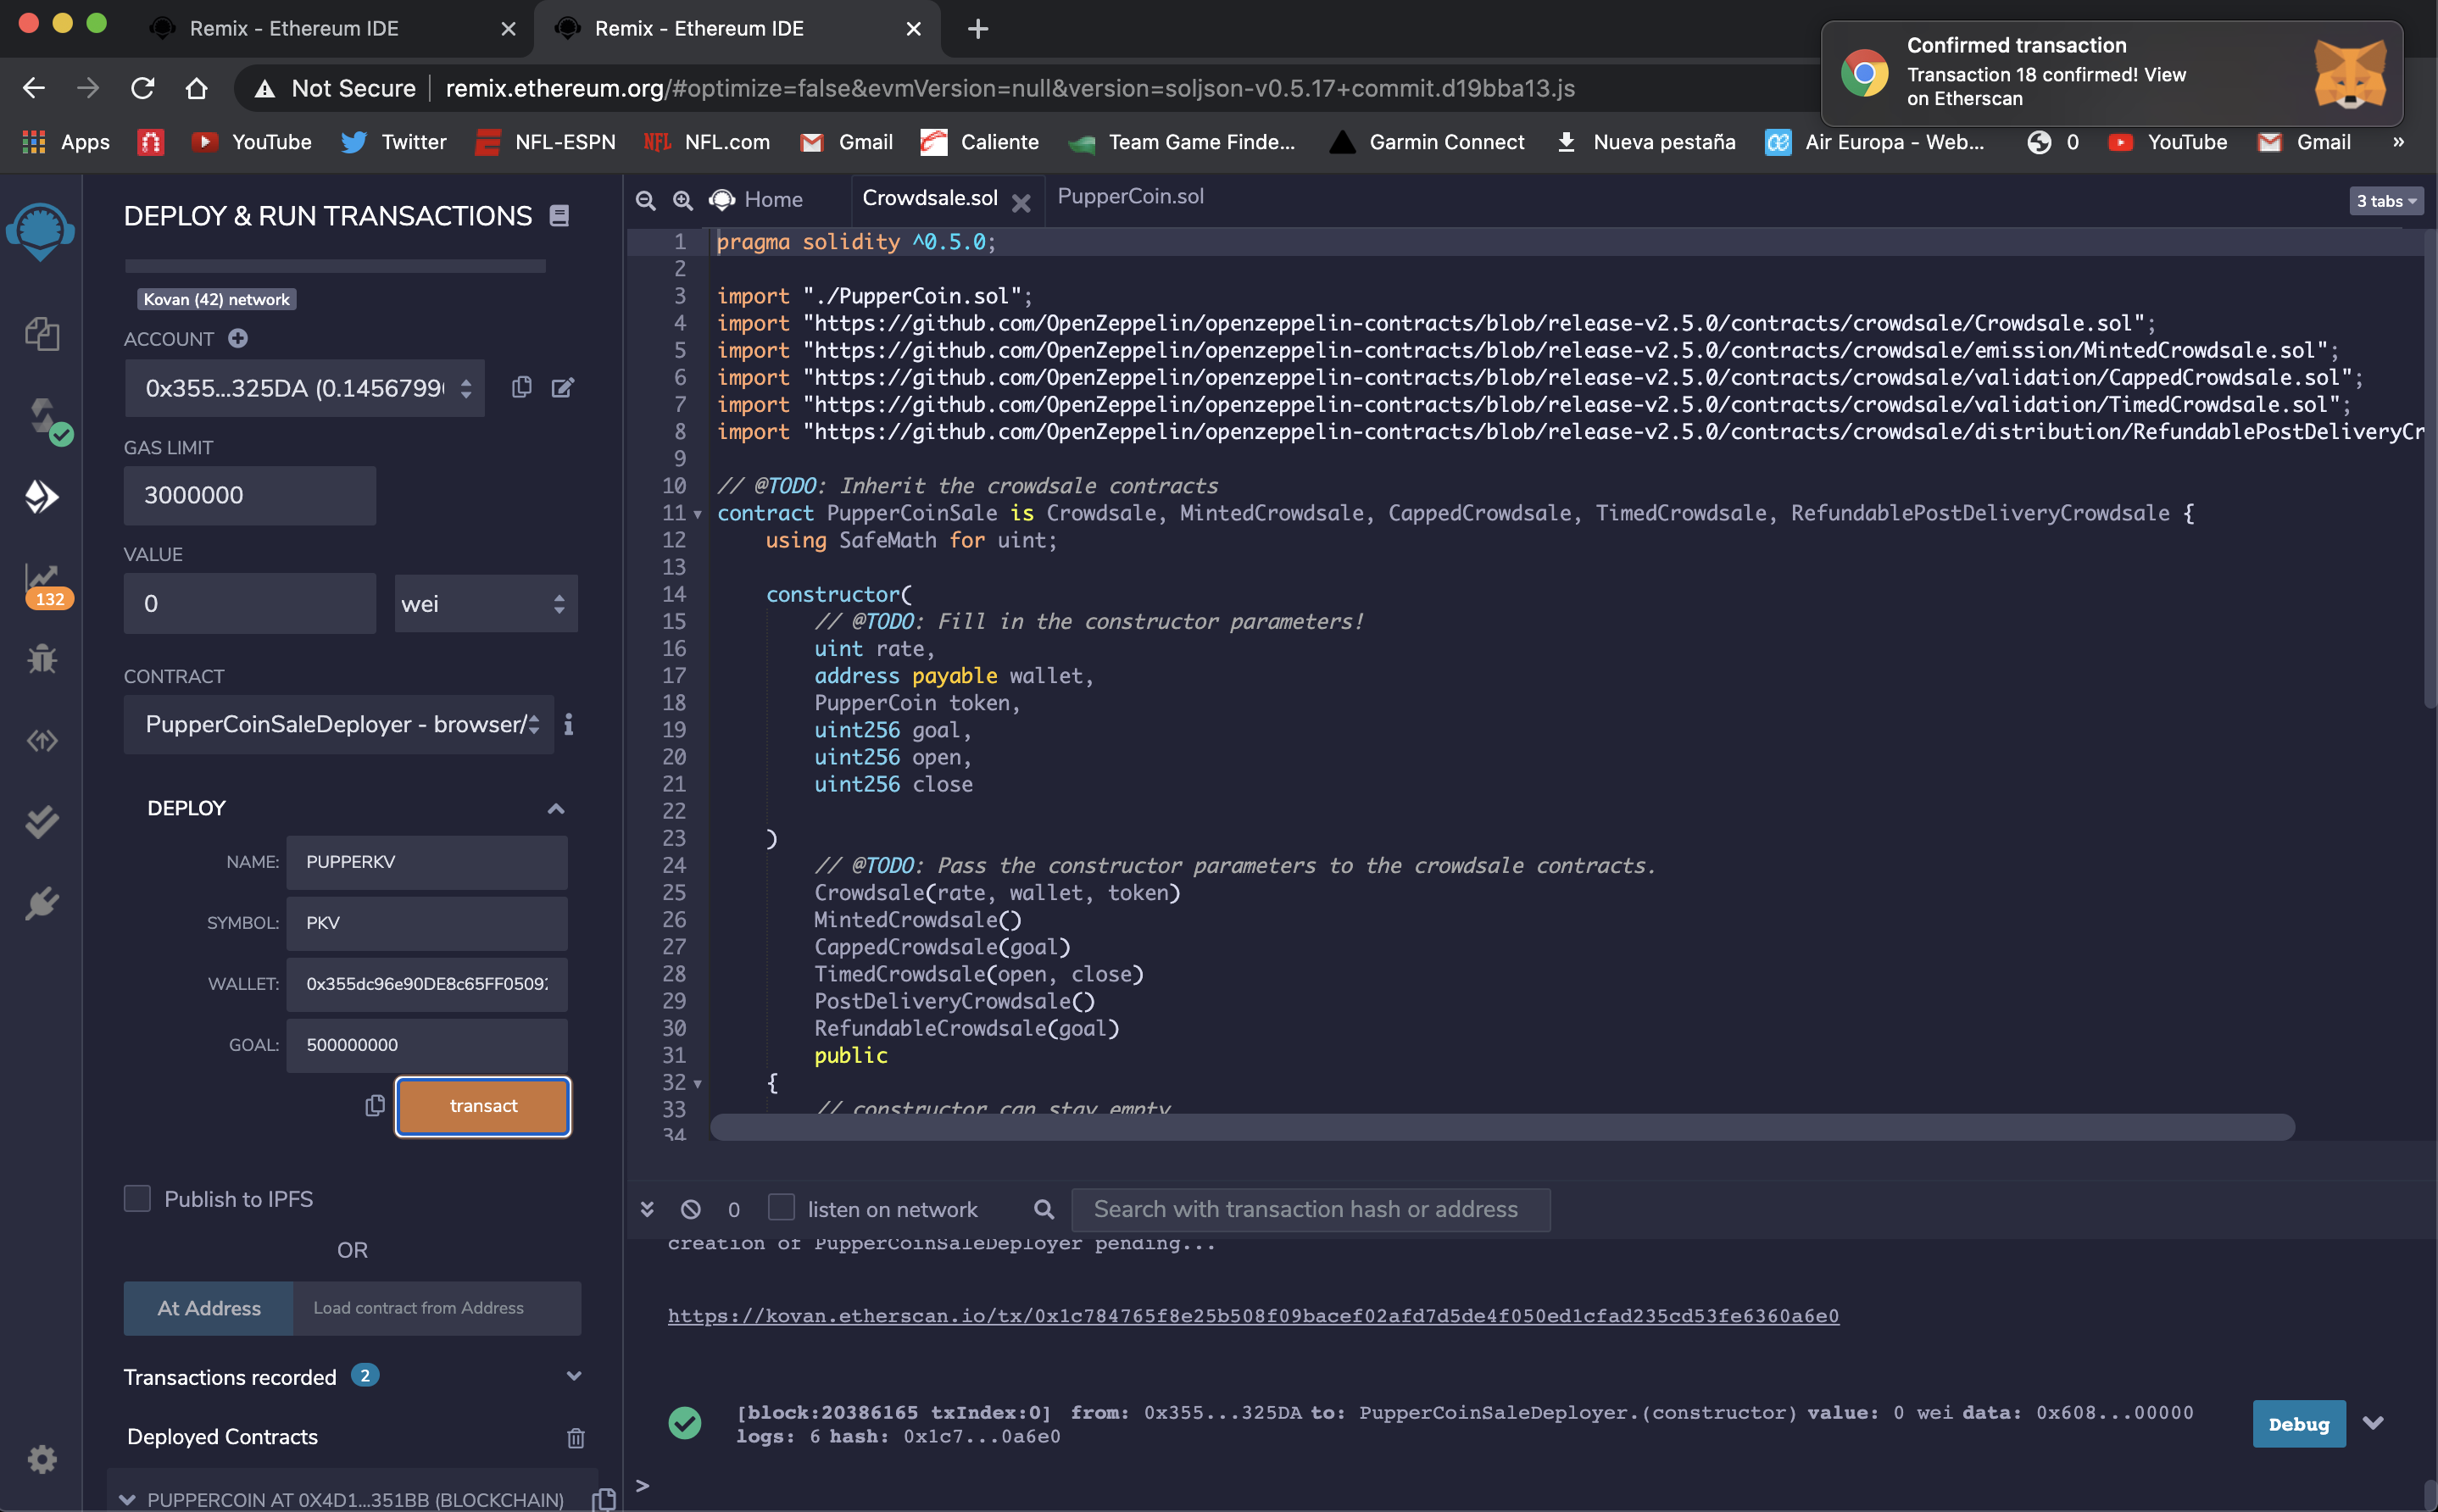 Remix - Ethereum IDE
Remix - Ethereum IDE
Confirmed transaction
Transaction 18 confirmed! View
on Etherscan
Not Secure
remix.ethereum.org/#optimize=false&evmVersion=null&version=soljson-v0.5.17+commit.d19bba13.js
Apps
YouTube
Twitter
NFL-ESPN
NFL.com
Gmail
Caliente
Team Game Finde...
Garmin Connect
Nueva pestaña
Air Europa - Web...
0
YouTube
Gmail
»
DEPLOY & RUN TRANSACTIONS
Kovan (42) network
ACCOUNT
0x355...325DA (0.1456799
GAS LIMIT
3000000
VALUE
0
wei
132
CONTRACT
PupperCoinSaleDeployer - browser/
DEPLOY
NAME: PUPPERKV
SYMBOL: PKV
WALLET: 0x355dc96e90DE8c65FF0509
GOAL: 500000000
transact
Publish to IPFS
OR
At Address
Load contract from Address
Transactions recorded 2
Deployed Contracts
PUPPERCOIN AT 0X4D1...351BB (BLOCKCHAIN)
Home
Crowdsale.sol
PupperCoin.sol
3 tabs
1 pragma solidity ^0.5.0;
2
3 import "./PupperCoin.sol";
4 import "https://github.com/OpenZeppelin/openzeppelin-contracts/blob/release-v2.5.0/contracts/crowdsale/Crowdsale.sol";
5 import "https://github.com/OpenZeppelin/openzeppelin-contracts/blob/release-v2.5.0/contracts/crowdsale/emission/MintedCrowdsale.sol";
6 import "https://github.com/OpenZeppelin/openzeppelin-contracts/blob/release-v2.5.0/contracts/crowdsale/validation/CappedCrowdsale.sol";
7 import "https://github.com/OpenZeppelin/openzeppelin-contracts/blob/release-v2.5.0/contracts/crowdsale/validation/TimedCrowdsale.sol";
8 import "https://github.com/OpenZeppelin/openzeppelin-contracts/blob/release-v2.5.0/contracts/crowdsale/distribution/RefundablePostDeliveryCr
9
10 // @TODO: Inherit the crowdsale contracts
11 contract PupperCoinSale is Crowdsale, MintedCrowdsale, CappedCrowdsale, TimedCrowdsale, RefundablePostDeliveryCrowdsale {
12 using SafeMath for uint;
13
14 constructor(
15 // @TODO: Fill in the constructor parameters!
16 uint rate,
17 address payable wallet,
18 PupperCoin token,
19 uint256 goal,
20 uint256 open,
21 uint256 close
22
23 )
24 // @TODO: Pass the constructor parameters to the crowdsale contracts.
25 Crowdsale(rate, wallet, token)
26 MintedCrowdsale()
27 CappedCrowdsale(goal)
28 TimedCrowdsale(open, close)
29 PostDeliveryCrowdsale()
30 RefundableCrowdsale(goal)
31 public
32 {
33 // constructor can stay empty
34
0
listen on network
Search with transaction hash or address
creation of PupperCoinSaleDeployer pending...
https://kovan.etherscan.io/tx/0x1c784765f8e25b508f09bacef02afd7d5de4f050ed1cfad235cd53fe6360a6e0
[block:20386165 txIndex:0] from: 0x355...325DA to: PupperCoinSaleDeployer.(constructor) value: 0 wei data: 0x608...00000
logs: 6 hash: 0x1c7...0a6e0
Debug
>